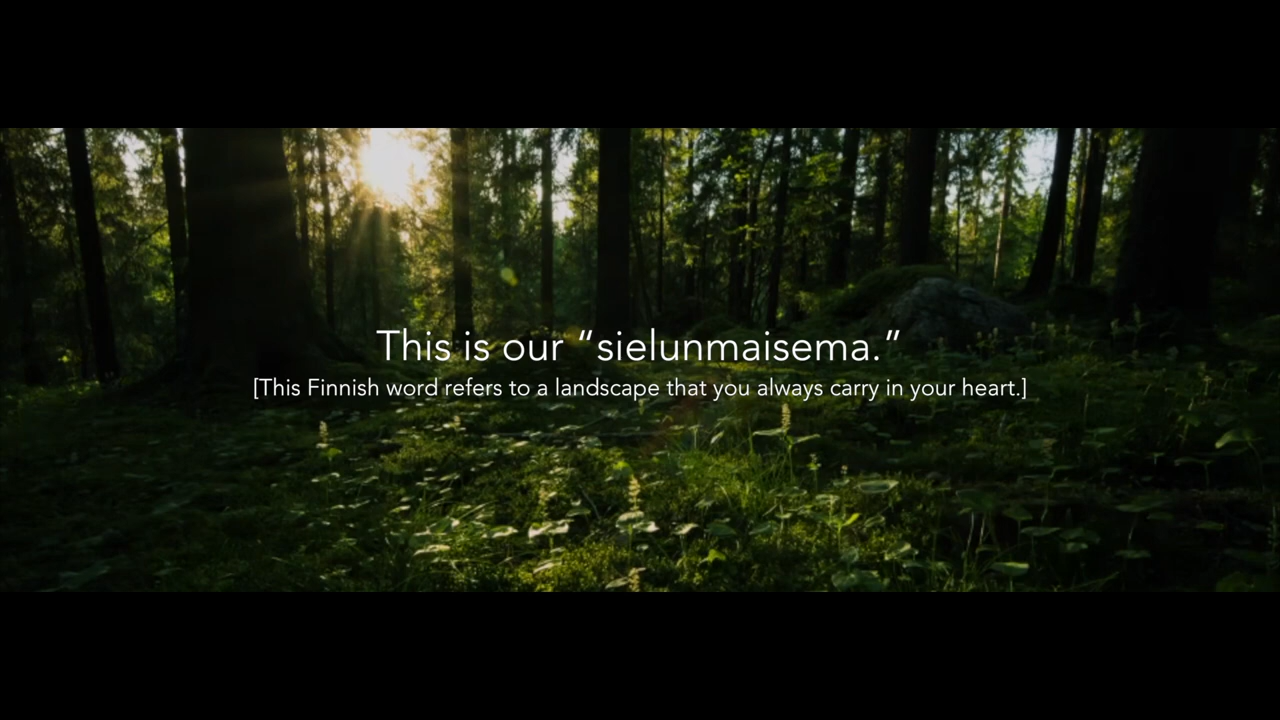 This is our “sielunmaisema.”
[This Finnish word refers to a landscape that you always carry in your heart.]